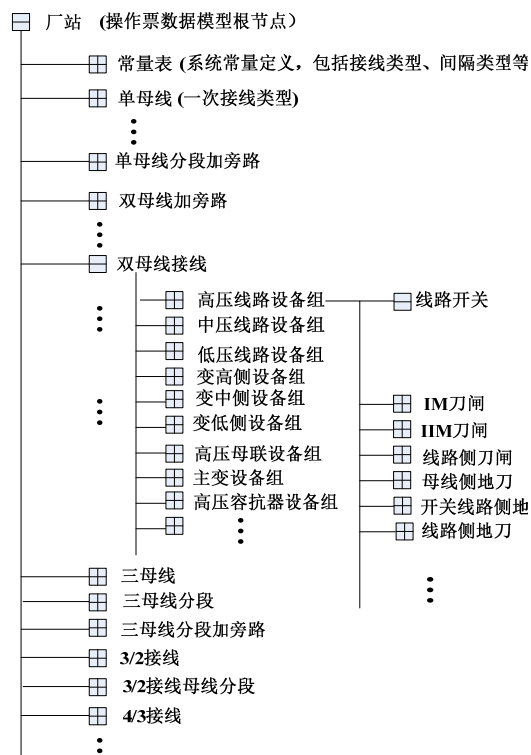 厂站 (操作票数据模型根节点)
常量表 (系统常量定义，包括接线类型、间隔类型等
单母线 (一次接线类型)
单母线分段加旁路
双母线加旁路
双母线接线
高压线路设备组
中压线路设备组
低压线路设备组
变高侧设备组
变中侧设备组
变低侧设备组
高压母联设备组
主变设备组
高压容抗器设备组
线路开关
IM刀闸
IIM刀闸
线路侧刀闸
母线侧地刀
开关线路侧地
线路侧地刀
三母线
三母线分段
三母线分段加旁路
3/2接线
3/2接线母线分段
4/3接线